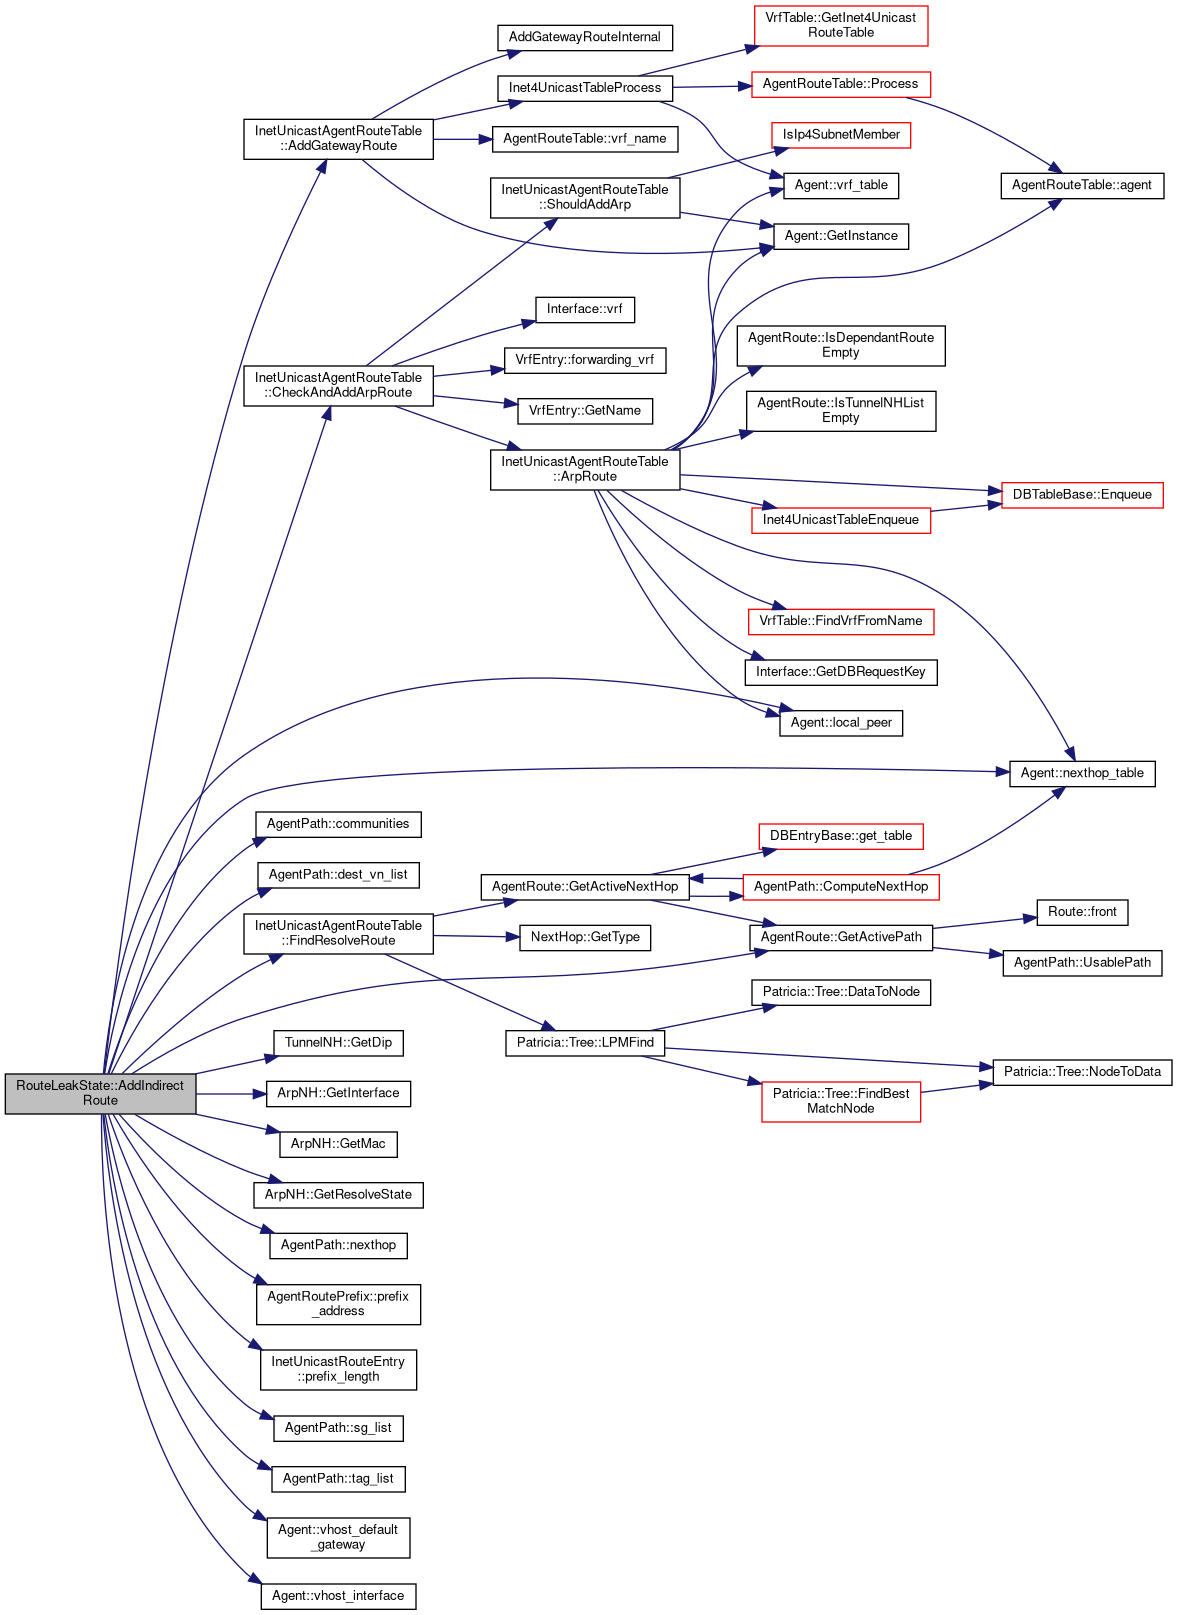 VrfTable::GetInet4Unicast
RouteTable
AddGatewayRouteInternal
Inet4UnicastTableProcess
AgentRouteTable::Process
InetUnicastAgentRouteTable
::AddGatewayRoute
AgentRouteTable::vrf_name
IsIp4SubnetMember
InetUnicastAgentRouteTable
::ShouldAddArp
Agent::vrf_table
AgentRouteTable::agent
Agent::GetInstance
Interface::vrf
AgentRoute::IsDependantRoute
Empty
VrfEntry::forwarding_vrf
InetUnicastAgentRouteTable
::CheckAndAddArpRoute
VrfEntry::GetName
AgentRoute::IsTunnelNHList
Empty
InetUnicastAgentRouteTable
::ArpRoute
DBTableBase::Enqueue
Inet4UnicastTableEnqueue
VrfTable::FindVrfFromName
Interface::GetDBRequestKey
Agent::local_peer
Agent::nexthop_table
AgentPath::communities
DBEntryBase::get_table
AgentPath::dest_vn_list
AgentRoute::GetActiveNextHop
AgentPath::ComputeNextHop
InetUnicastAgentRouteTable
::FindResolveRoute
NextHop::GetType
AgentRoute::GetActivePath
Route::front
AgentPath::UsablePath
Patricia::Tree::DataToNode
TunnelNH::GetDip
Patricia::Tree::LPMFind
Patricia::Tree::NodeToData
RouteLeakState::AddIndirect
Route
ArpNH::GetInterface
Patricia::Tree::FindBest
MatchNode
ArpNH::GetMac
ArpNH::GetResolveState
AgentPath::nexthop
AgentRoutePrefix::prefix
_address
InetUnicastRouteEntry
::prefix_length
AgentPath::sg_list
AgentPath::tag_list
Agent::vhost_default
_gateway
Agent::vhost_interface